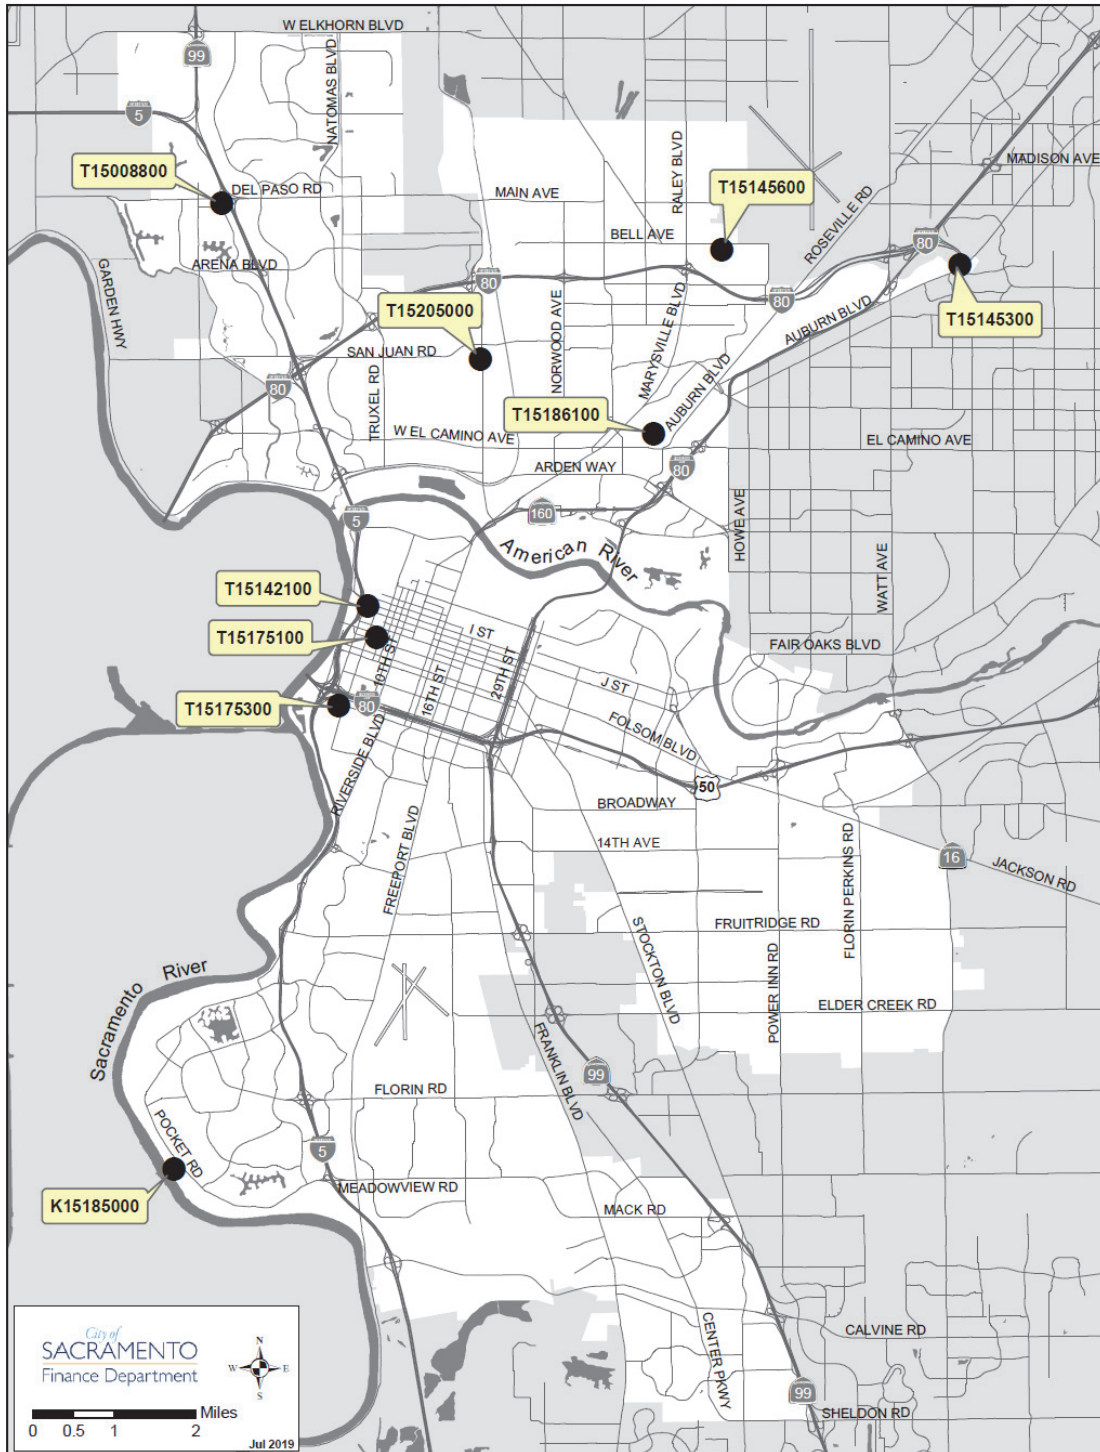 W ELKHORN BLVD
99
NATOMAS BLVD
5
T15008800
DEL PASO RD
MAIN AVE
RALEY BLVD
T15145600
MADISON AVE
ROSEVILLE RD
BELL AVE
80
ARENA BLVD
GARDEN HWY
80
80
T15205000
T15145300
AUBURN BLVD
SAN JUAN RD
NORWOOD AVE
MARYSVILLE BLVD
80
TRUXEL RD
AUBURN BLVD
T15186100
W EL CAMINO AVE
EL CAMINO AVE
ARDEN WAY
80
160
5
HOWE AVE
American River
WATT AVE
T15142100
I ST
T15175100
10TH ST
FAIR OAKS BLVD
29TH ST
J ST
16TH ST
T15175300
80
FOLSOM BLVD
RIVERSIDE BLVD
50
BROADWAY
FREEPORT BLVD
14TH AVE
FLORIN PERKINS RD
16
JACKSON RD
STOCKTON BLVD
FRUITRIDGE RD
POWER INN RD
Sacramento River
ELDER CREEK RD
FRANKLIN BLVD
99
FLORIN RD
POCKET RD
5
MEADOWVIEW RD
K15185000
MACK RD
CENTER PKWY
CALVINE RD
99
SHELDON RD
City of
SACRAMENTO
Finance Department
N
W E
S
Miles
0 0.5 1 2
Jul 2019